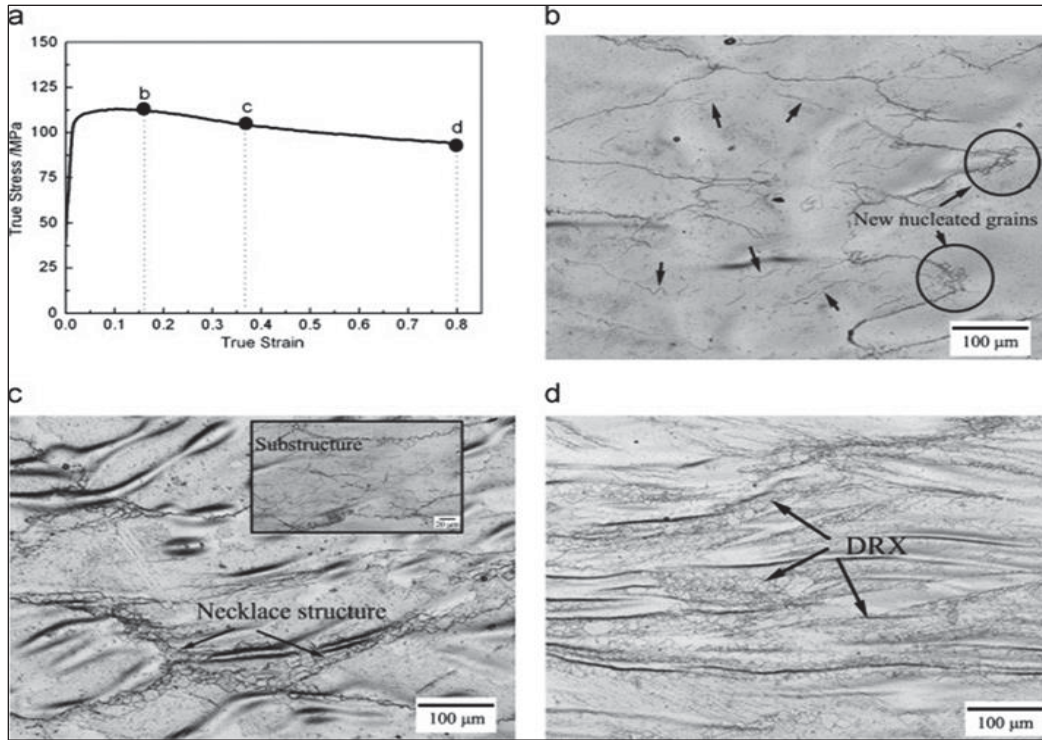 a
150
125
100
75
50
25
0
True Stress /MPa
b
c
d
0.0 0.1 0.2 0.3 0.4 0.5 0.6 0.7 0.8
True Strain
b
New nucleated grains
100 μm
c
Substructure
20 μm
Necklace structure
100 μm
d
DRX
100 μm